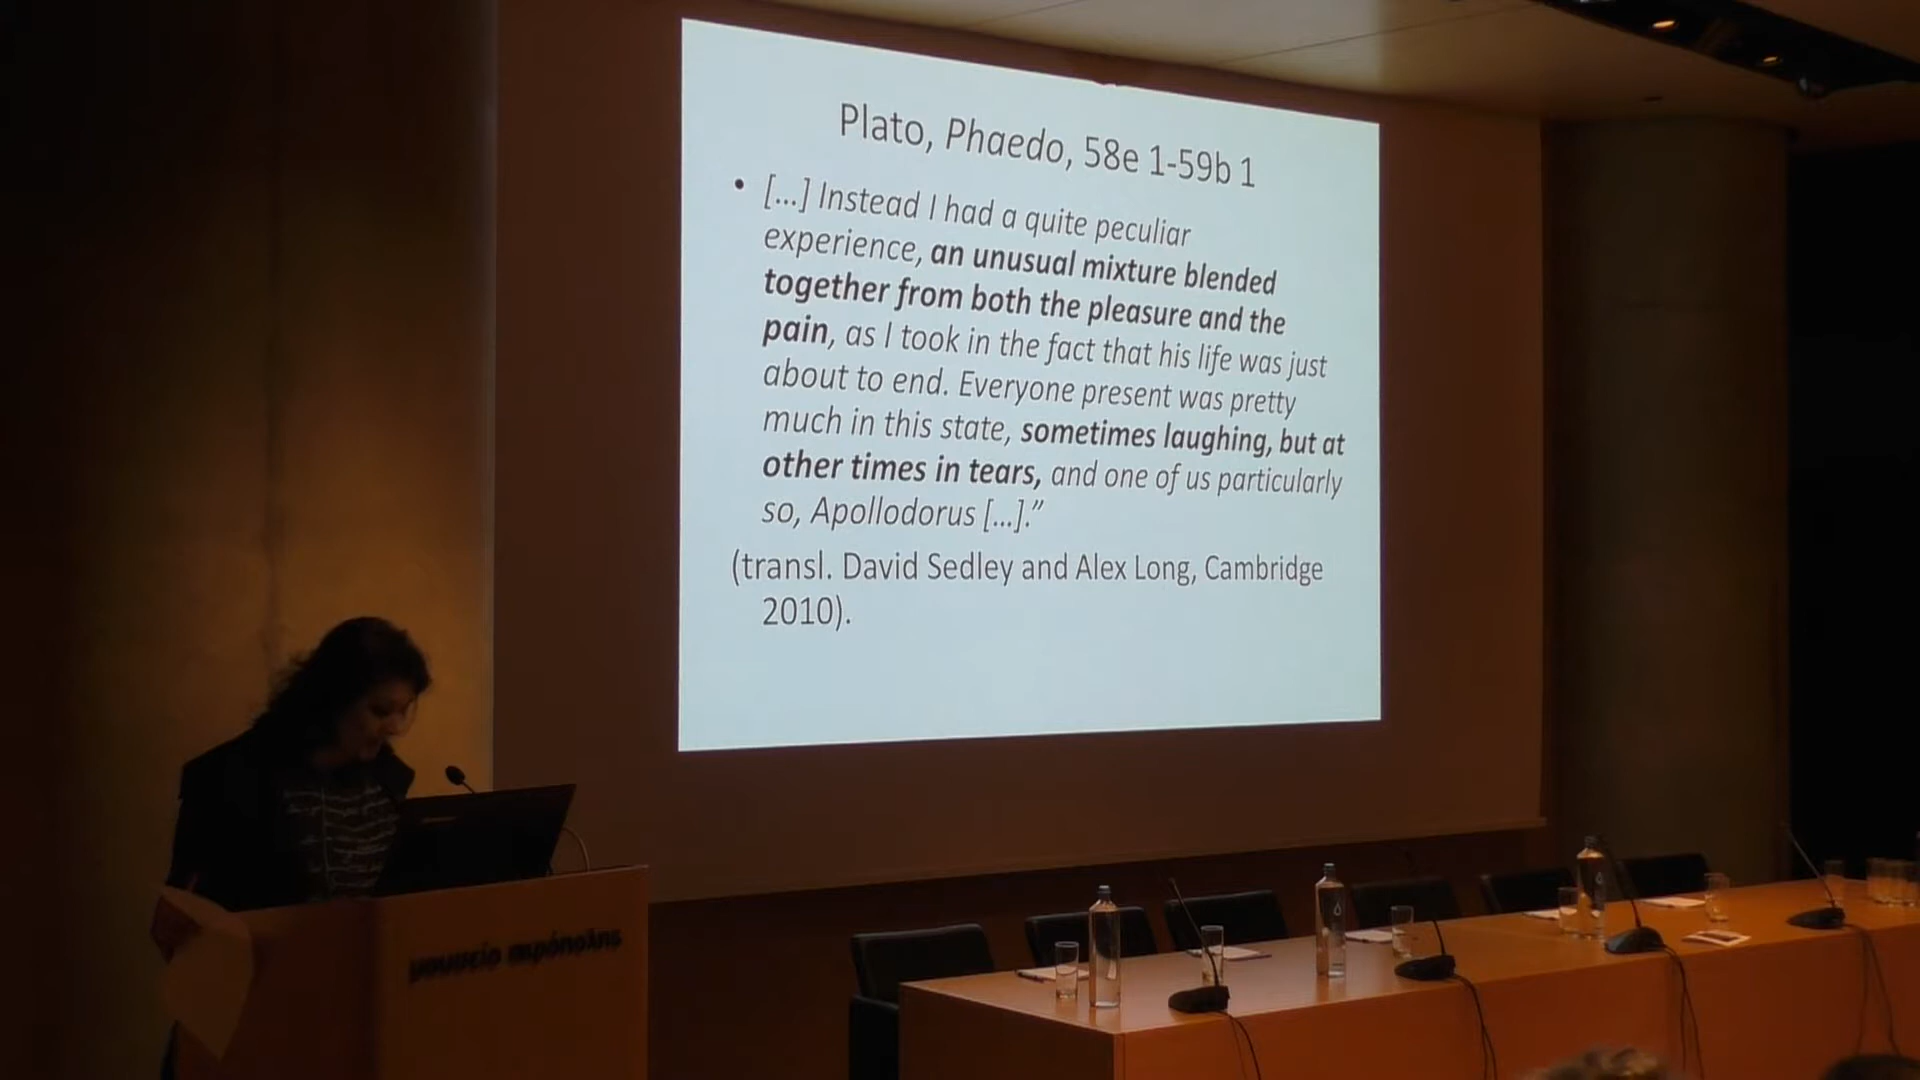 Plato, Phaedo, 58e 1-59b 1
• […] Instead I had a quite peculiar
experience, an unusual mixture blended
together from both the pleasure and the
pain, as I took in the fact that his life was just
about to end. Everyone present was pretty
much in this state, sometimes laughing, but at
other times in tears, and one of us particularly
so, Apollodorus […].”
(transl. David Sedley and Alex Long, Cambridge
2010).
μουσείο ακρόπολης